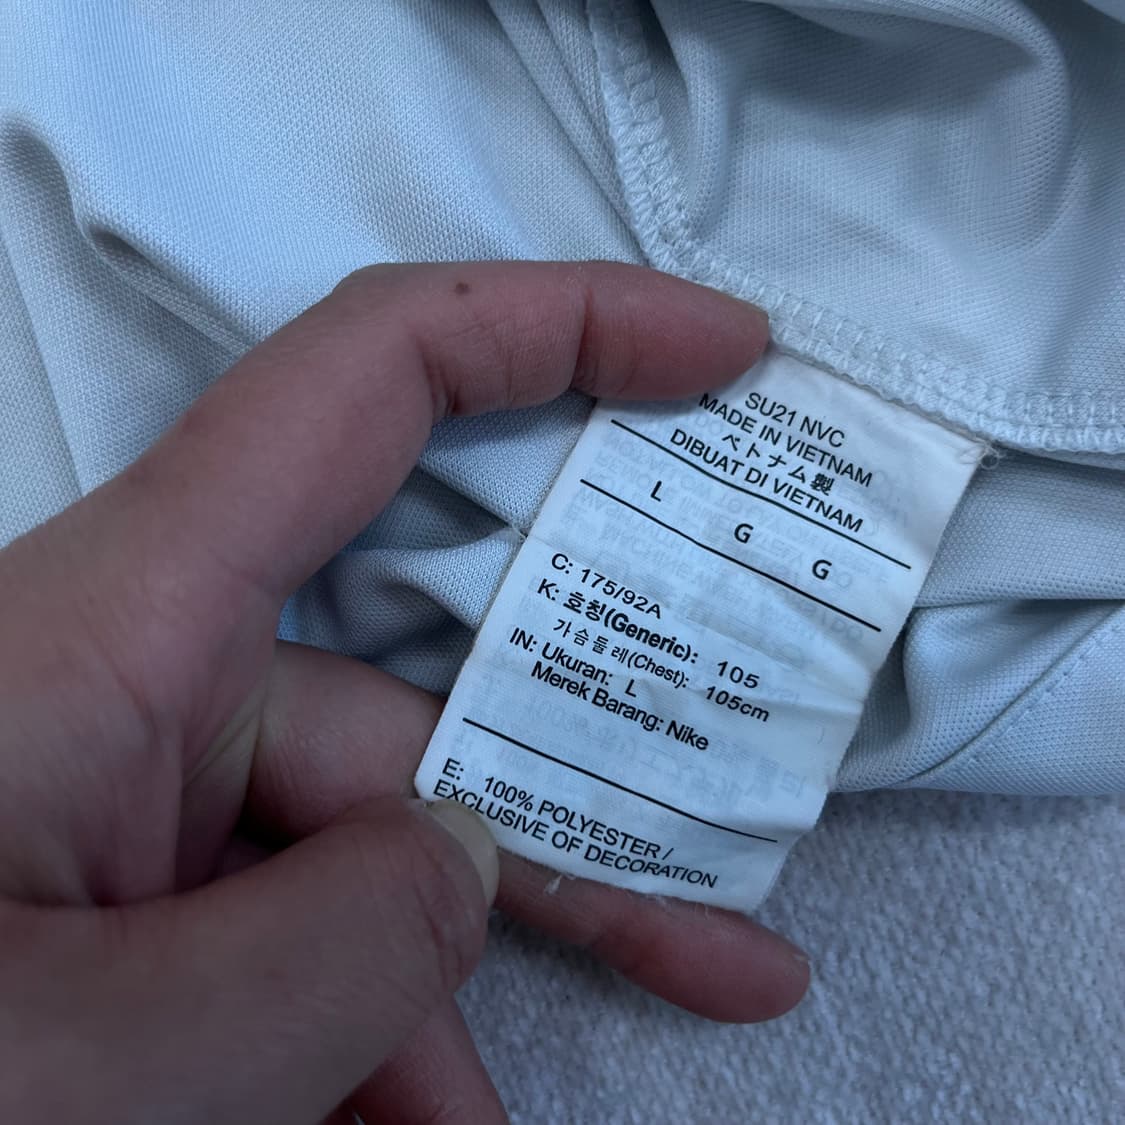 SU21 NVC
MADE IN VIETNAM
ベトナム製
DIBUAT DI VIETNAM
L G G
C: 175/92A
K: 호칭(Generic): 105
가슴둘레(Chest): 105cm
IN: Ukuran: L
Merek Barang: Nike
E: 100% POLYESTER/
EXCLUSIVE OF DECORATION